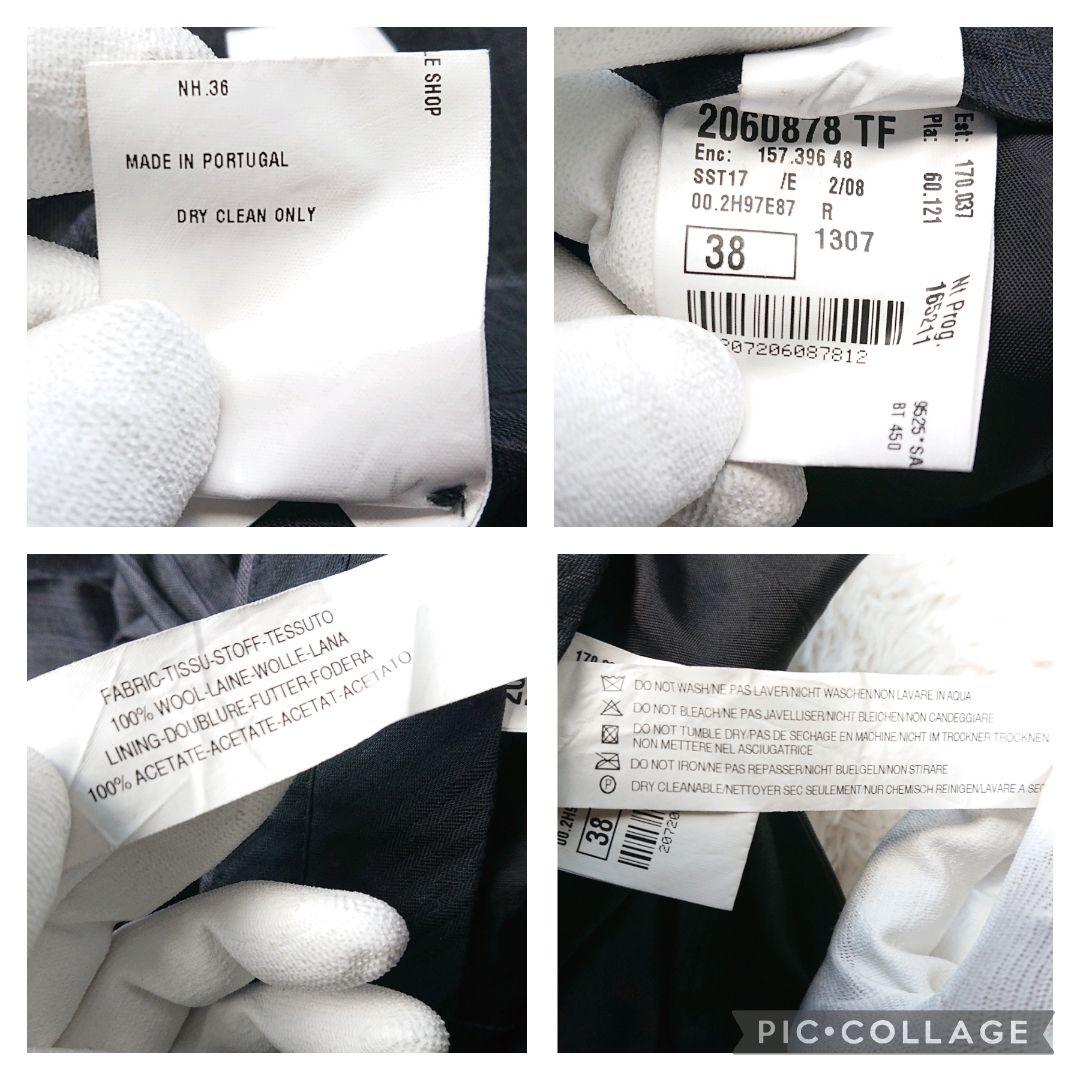 NH.36
LE SHOP
MADE IN PORTUGAL
DRY CLEAN ONLY
2060878 TF
Enc: 157.396 48
SST17 /E 2/08
00.2H97E87 R
38
1307
207206087812
Est: 170.037
Pla: 60.121
Nt Prog.
165211
9525*SA
BT 450
FABRIC-TISSU-STOFF-TESSUTO
100% WOOL-LAINE-WOLLE-LANA
LINING-DOUBLURE-FUTTER-FODERA
100% ACETATE-ACETATE-ACETAT-ACETATO
DO NOT WASH/NE PAS LAVER/NICHT WASCHEN/NON LAVARE IN AQUA
DO NOT BLEACH/NE PAS JAVELLISER/NICHT BLEICHEN/NON CANDEGGIARE
DO NOT TUMBLE DRY/PAS DE SECHAGE EN MACHINE/NICHT IM TROCKNER TROCKNEN
NON METTERE NEL ASCIUGATRICE
DO NOT IRON/NE PAS REPASSER/NICHT BUELGELN/NON STIRARE
P DRY CLEANABLE/NETTOYER SEC SEULEMENT/NUR CHEMISCH REINIGEN/LAVARE A SEC
38
PIC•COLLAGE